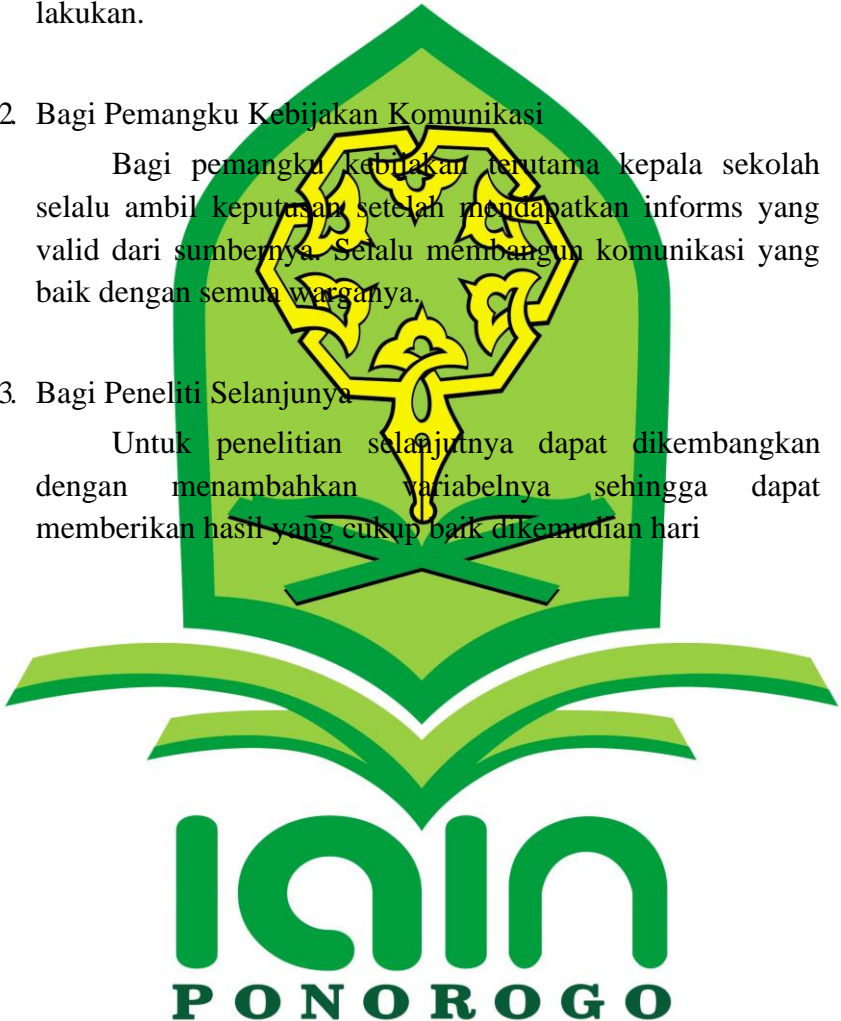 lakukan.
2. Bagi Pemangku Kebijakan Komunikasi
Bagi pemangku kebijakan terutama kepala sekolah
selalu ambil keputusan setelah mendapatkan informs yang
valid dari sumbernya. Selalu membangun komunikasi yang
baik dengan semua warganya.
3. Bagi Peneliti Selanjunya
Untuk penelitian selanjutnya dapat dikembangkan
dengan menambahkan variabelnya sehingga dapat
memberikan hasil yang cukup baik dikemudian hari
IAIN
PONOROGO